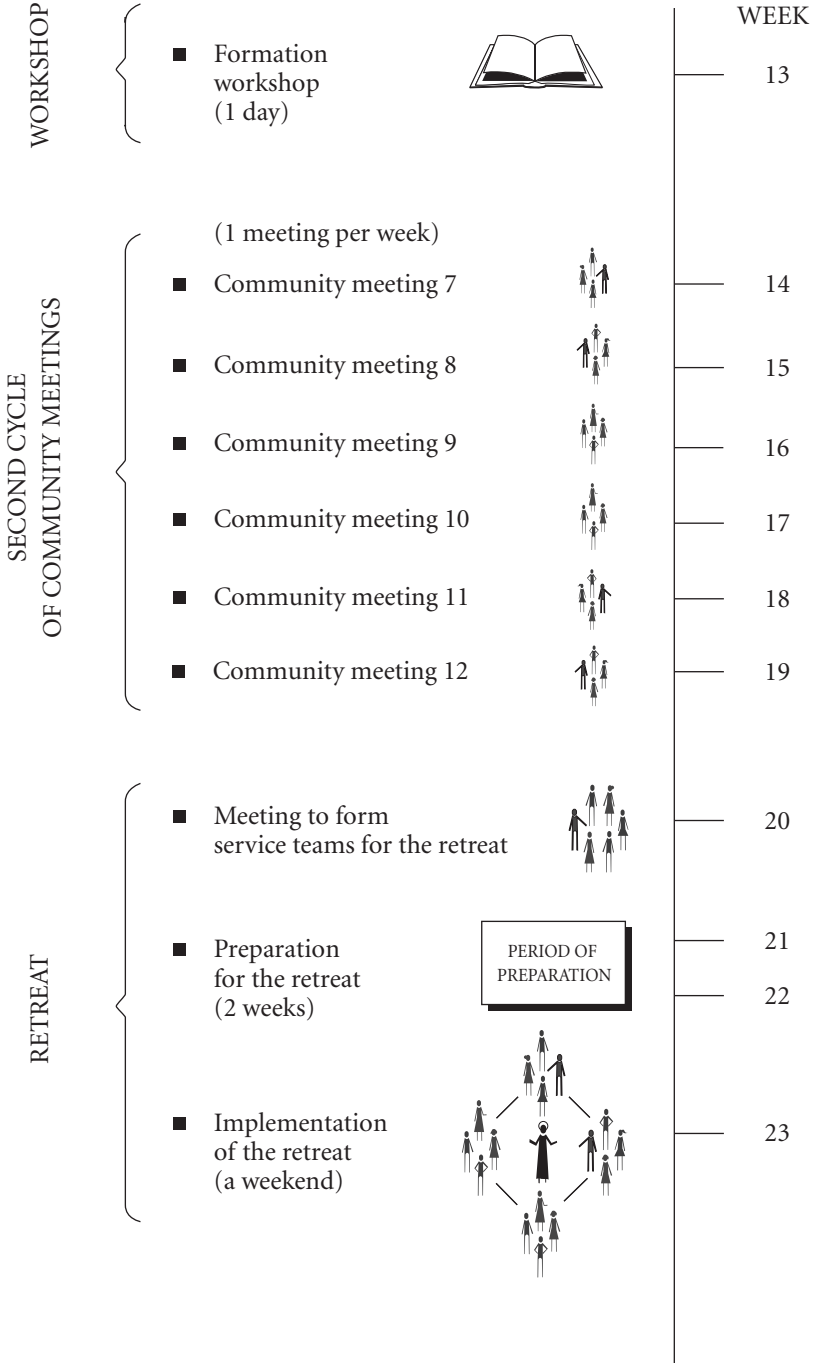 WEEK
WORKSHOP
Formation
workshop
(1 day)
13
SECOND CYCLE
OF COMMUNITY MEETINGS
(1 meeting per week)
Community meeting 7
14
Community meeting 8
15
Community meeting 9
16
Community meeting 10
17
Community meeting 11
18
Community meeting 12
19
RETREAT
Meeting to form
service teams for the retreat
20
Preparation
for the retreat
(2 weeks)
PERIOD OF
PREPARATION
21
22
Implementation
of the retreat
(a weekend)
23